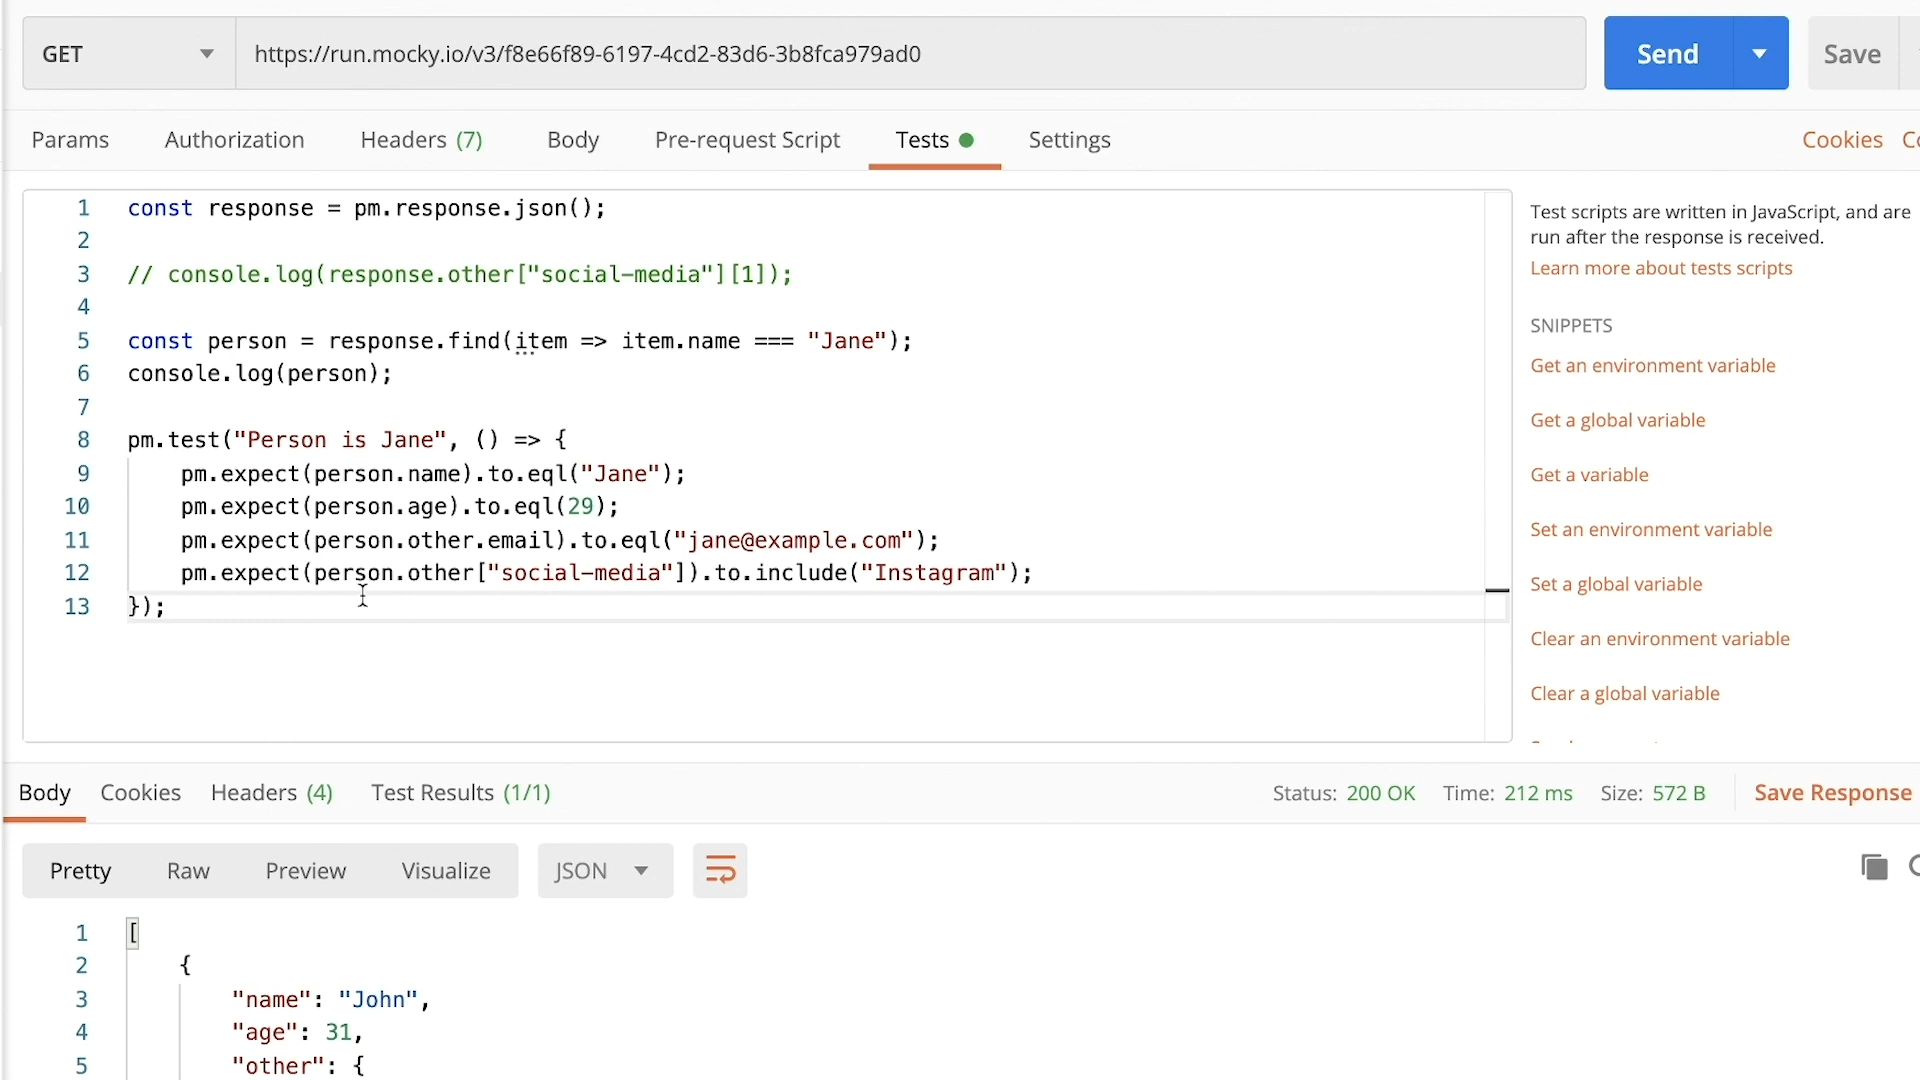 GET
https://run.mocky.io/v3/f8e66f89-6197-4cd2-83d6-3b8fca979ad0
Send
Save
Params
Authorization
Headers (7)
Body
Pre-request Script
Tests
Settings
Cookies
1 const response = pm.response.json();
2
3 // console.log(response.other["social-media"][1]);
4
5 const person = response.find(item => item.name === "Jane");
6 console.log(person);
7
8 pm.test("Person is Jane", () => {
9 pm.expect(person.name).to.eql("Jane");
10 pm.expect(person.age).to.eql(29);
11 pm.expect(person.other.email).to.eql("jane@example.com");
12 pm.expect(person.other["social-media"]).to.include("Instagram");
13 });
Test scripts are written in JavaScript, and are
run after the response is received.
Learn more about tests scripts
SNIPPETS
Get an environment variable
Get a global variable
Get a variable
Set an environment variable
Set a global variable
Clear an environment variable
Clear a global variable
Body
Cookies
Headers (4)
Test Results (1/1)
Status: 200 OK
Time: 212 ms
Size: 572 B
Save Response
Pretty
Raw
Preview
Visualize
JSON
1 [
2 {
3 "name": "John",
4 "age": 31,
5 "other": {